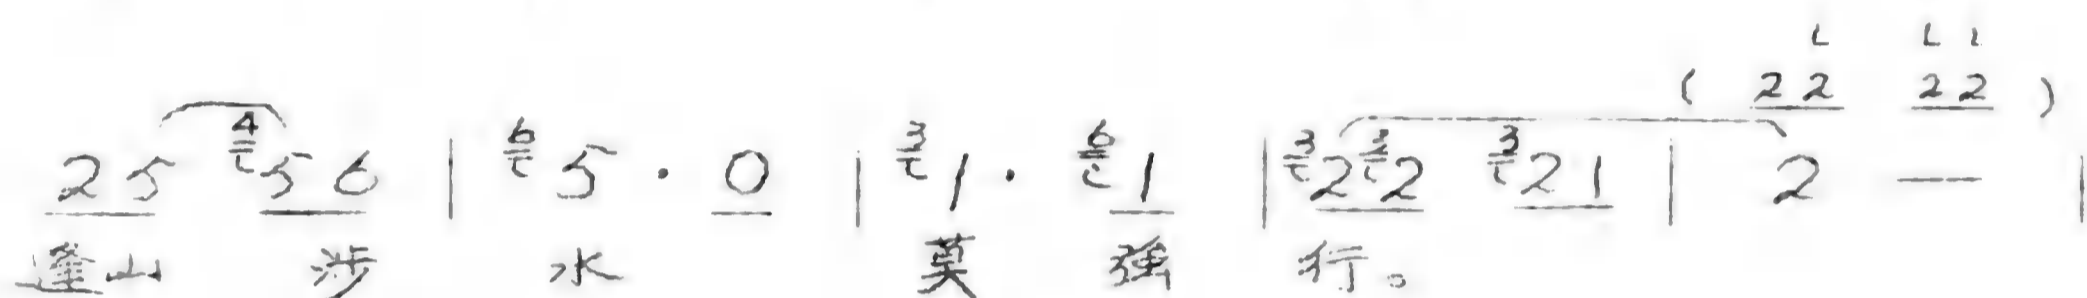 ( 22 22 )
25 56 | 5 · 0 | 1 · 1 | 22 21 | 2 — |
逢山 涉 水 莫 強 行。